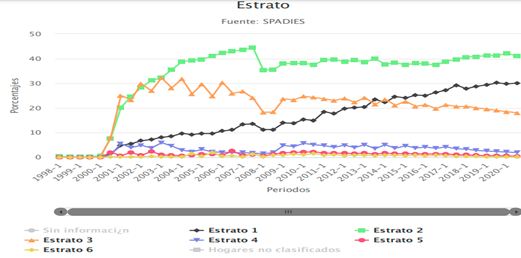 Estrato
Fuente: SPADIES
50
40
30
20
10
0
Porcentajes
1998-1 1999-1 2000-1 2001-1 2002-1 2003-1 2004-1 2005-1 2006-1 2007-1 2008-1 2009-1 2010-1 2011-1 2012-1 2013-1 2014-1 2015-1 2016-1 2017-1 2018-1 2019-1 2020-1
Periodos
Sin informaci¿n Estrato 1 Estrato 2
Estrato 3 Estrato 4 Estrato 5
Estrato 6 Hogares no clasificados